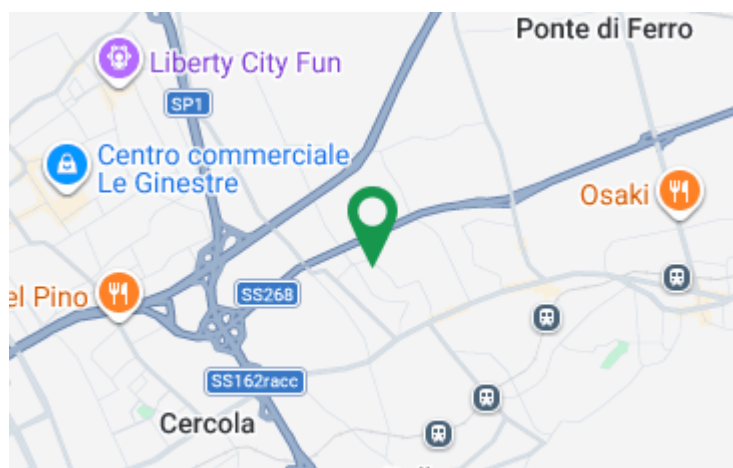 Ponte di Ferro
Liberty City Fun
SP1
Centro commerciale
Le Ginestre
Osaki
el Pino
SS268
SS162racc
Cercola